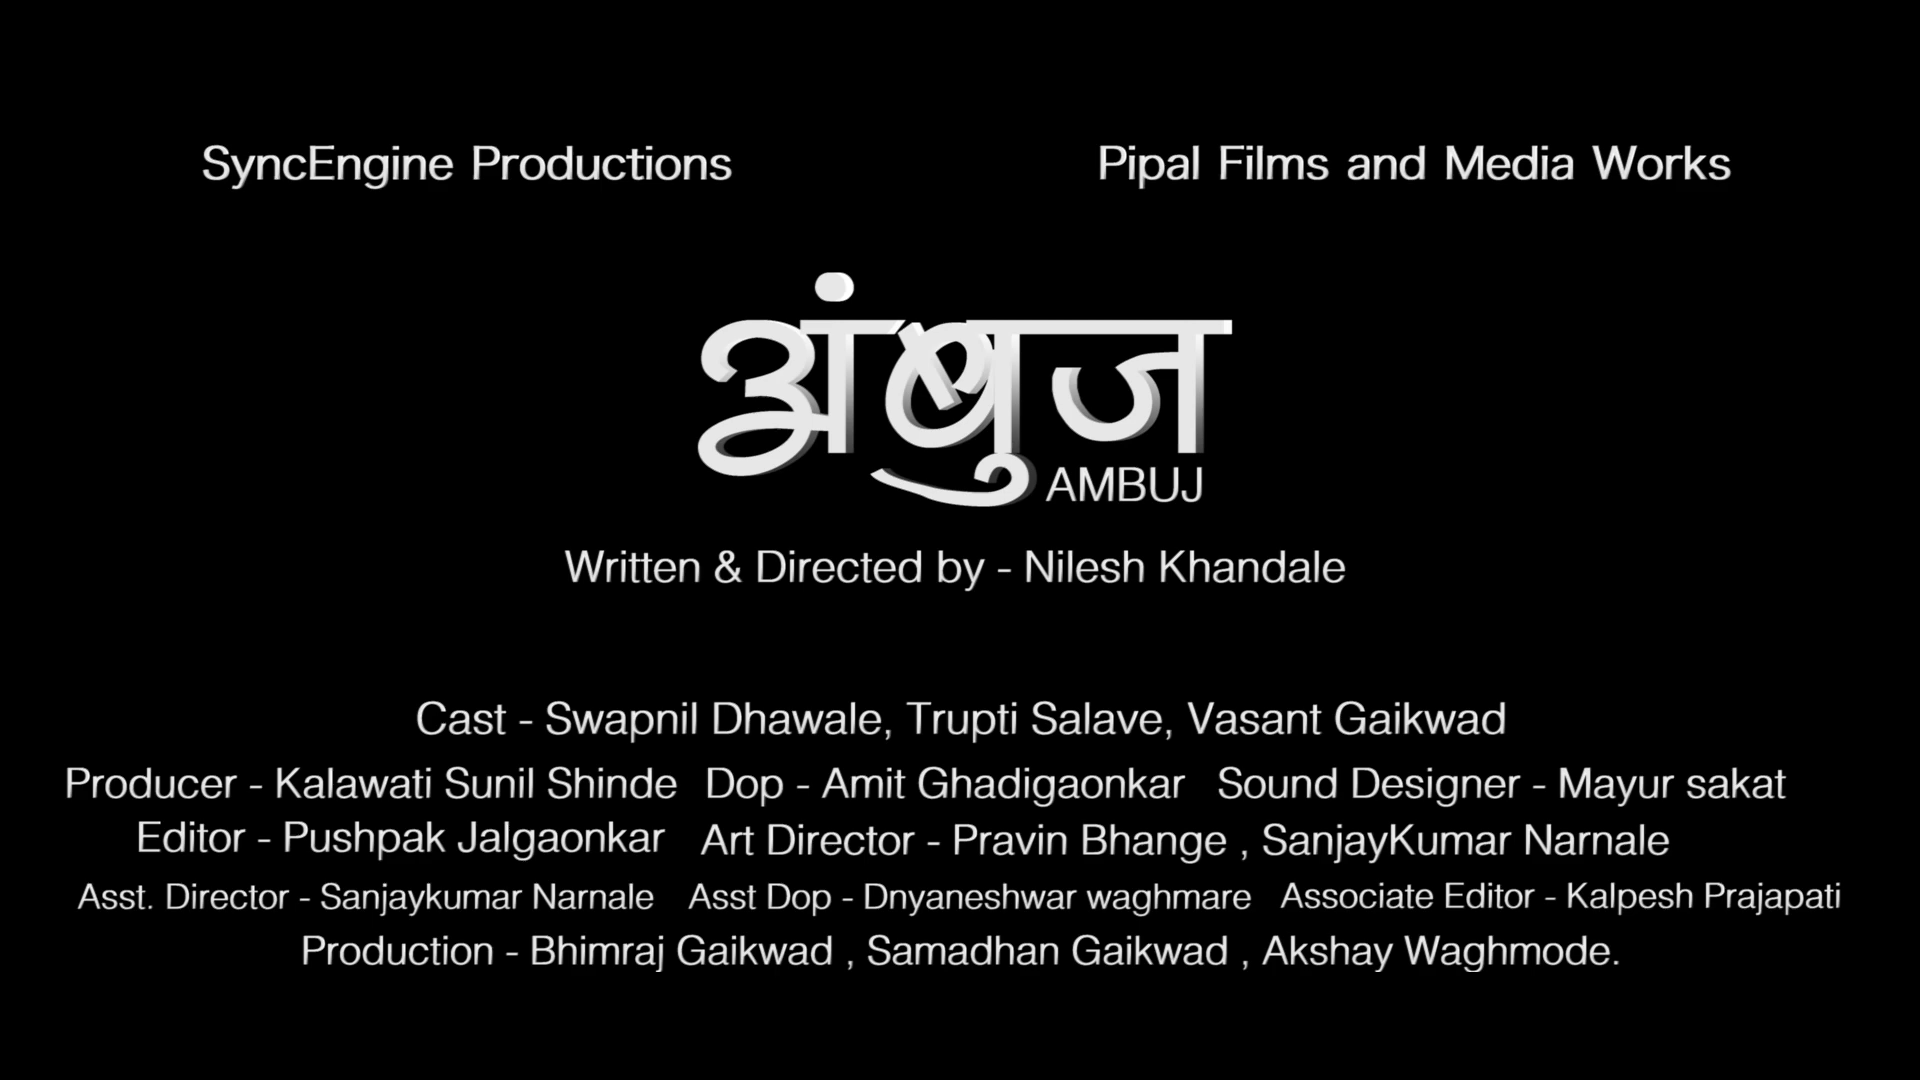 SyncEngine Productions Pipal Films and Media Works
अंबुज
AMBUJ
Written & Directed by - Nilesh Khandale
Cast - Swapnil Dhawale, Trupti Salave, Vasant Gaikwad
Producer - Kalawati Sunil Shinde Dop - Amit Ghadigaonkar Sound Designer - Mayur sakat
Editor - Pushpak Jalgaonkar Art Director - Pravin Bhange , SanjayKumar Narnale
Asst. Director - Sanjaykumar Narnale Asst Dop - Dnyaneshwar waghmare Associate Editor - Kalpesh Prajapati
Production - Bhimraj Gaikwad , Samadhan Gaikwad , Akshay Waghmode.